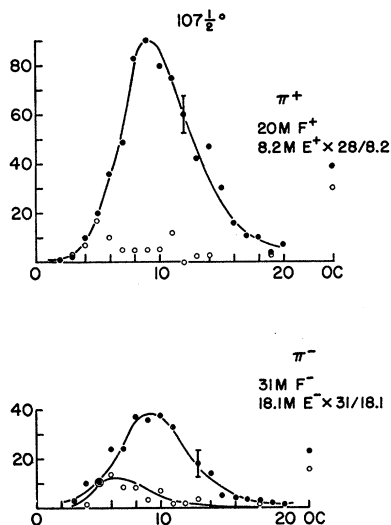 107½°
80
60
40
20
0 10 20 OC
π+
20M F+
8.2M E+ × 28/8.2
π−
31M F−
18.1M E− × 31/18.1
40
20
0 10 20 OC